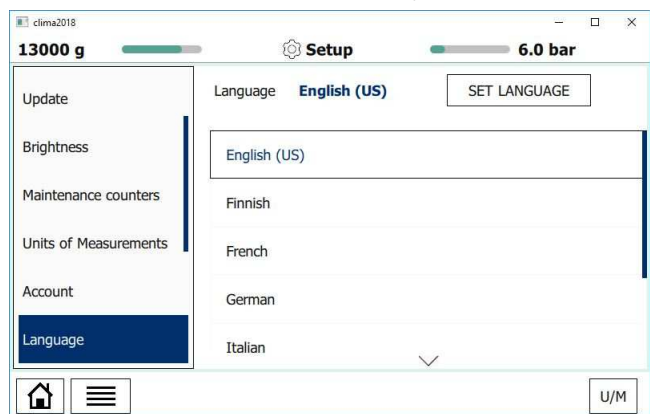 clima2018
13000 g Setup 6.0 bar
Update
Brightness
Maintenance counters
Units of Measurements
Account
Language
Language English (US) SET LANGUAGE
English (US)
Finnish
French
German
Italian
U/M